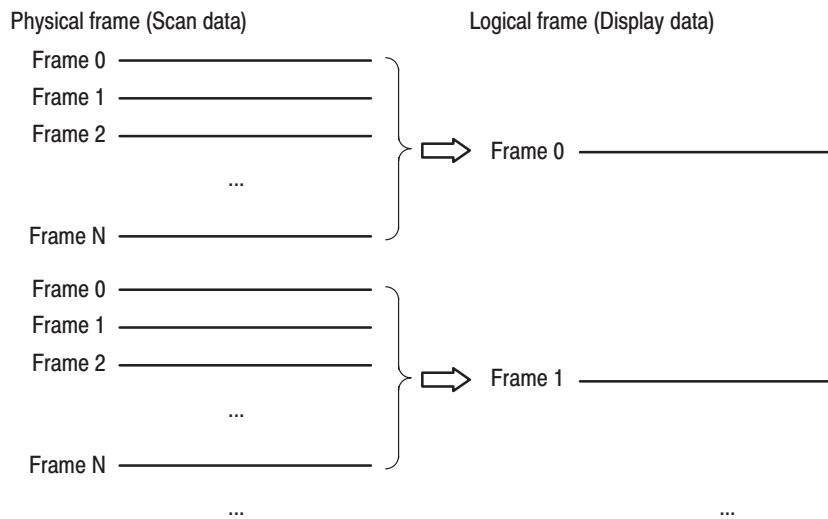 Physical frame (Scan data) Logical frame (Display data)
Frame 0
Frame 1
Frame 2
Frame 0
...
Frame N
Frame 0
Frame 1
Frame 2
Frame 1
...
Frame N
... ...